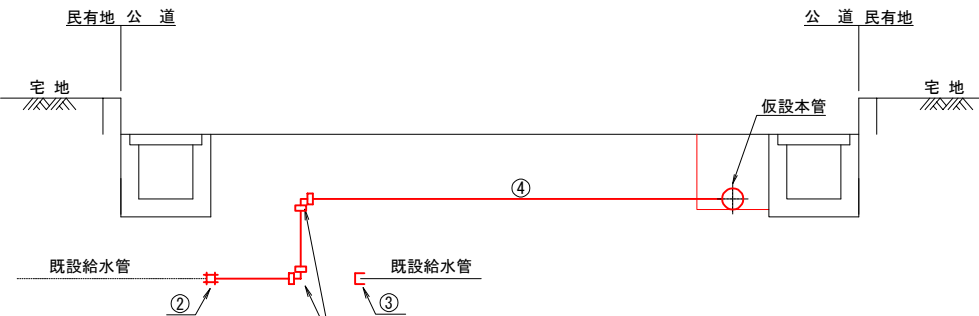 民有地 公 道
公 道 民有地
宅 地
宅 地
仮設本管
④
既設給水管
既設給水管
②
③